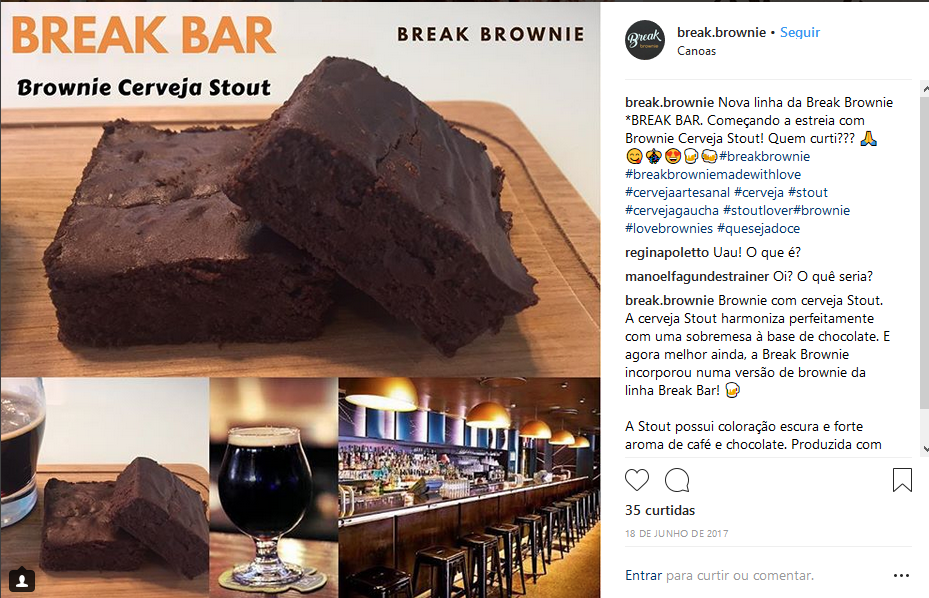 BREAK BAR
BREAK BROWNIE
Brownie Cerveja Stout
Break
brownie
break.brownie • Seguir
Canoas
break.brownie Nova linha da Break Brownie
*BREAK BAR. Começando a estreia com
Brownie Cerveja Stout! Quem curti??? 🙏
😋🤩😍🍺🍻#breakbrownie
#breakbrowniemadewithlove
#cervejaartesanal #cerveja #stout
#cervejagaucha #stoutlover#brownie
#lovebrownies #quesejadoce
reginapoletto Uau! O que é?
manoelfagundestrainer Oi? O quê seria?
break.brownie Brownie com cerveja Stout.
A cerveja Stout harmoniza perfeitamente
com uma sobremesa à base de chocolate. E
agora melhor ainda, a Break Brownie
incorporou numa versão de brownie da
linha Break Bar! 🍺
A Stout possui coloração escura e forte
aroma de café e chocolate. Produzida com
35 curtidas
18 DE JUNHO DE 2017
Entrar para curtir ou comentar.